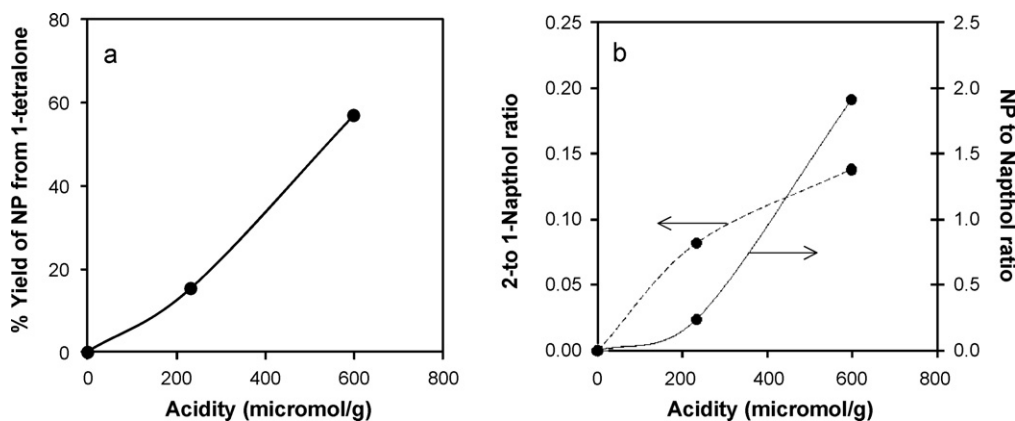 a
% Yield of NP from 1-tetralone
80
60
40
20
0
0 200 400 600 800
Acidity (micromol/g)
b
2-to 1-Napthol ratio
0.25
0.20
0.15
0.10
0.05
0.00
0 200 400 600 800
Acidity (micromol/g)
2.5
2.0
1.5
1.0
0.5
0.0
NP to Napthol ratio